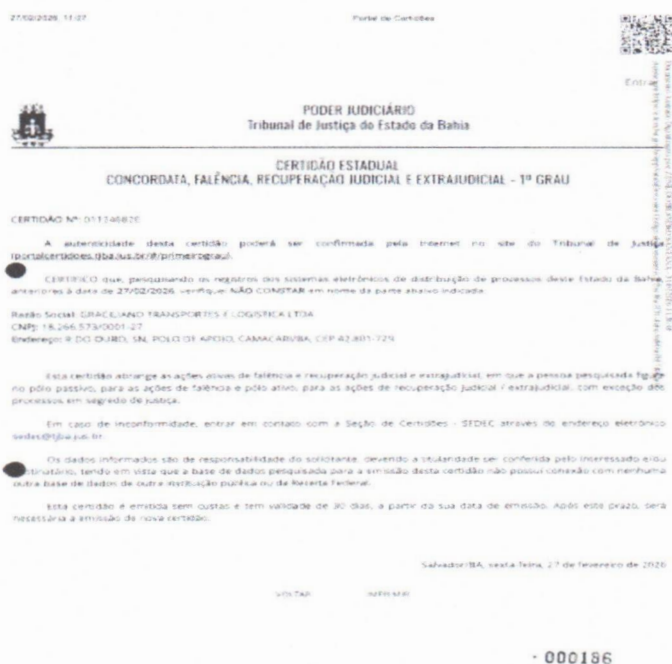 27/02/2026, 11:07
Portal de Certidões
Entrar
PODER JUDICIÁRIO
Tribunal de Justiça do Estado da Bahia
CERTIDÃO ESTADUAL
CONCORDATA, FALÊNCIA, RECUPERAÇÃO JUDICIAL E EXTRAJUDICIAL - 1º GRAU
CERTIDÃO Nº: 011246826
A autenticidade desta certidão poderá ser confirmada pela internet no site do Tribunal de Justiça
(portalcertidoes.tjba.jus.br/#/primeirograu).
CERTIFICO que, pesquisando os registros dos sistemas eletrônicos de distribuição de processos deste Estado da Bahia,
anteriores à data de 27/02/2026, verifiquei NÃO CONSTAR em nome da parte abaixo indicada:
Razão Social: GRACILIANO TRANSPORTES E LOGISTICA LTDA
CNPJ: 18.266.573/0001-27
Endereço: R DO OURO, SN, POLO DE APOIO, CAMACARI/BA, CEP 42.801-729
Esta certidão abrange as ações ativas de falência e recuperação judicial e extrajudicial, em que a pessoa pesquisada figura
no pólo passivo, para as ações de falência e pólo ativo, para as ações de recuperação judicial / extrajudicial, com exceção de
processos em segredo de justiça.
Em caso de inconformidade, entrar em contato com a Seção de Certidões - SEDEC através do endereço eletrônico
sedec@tjba.jus.br.
Os dados informados são de responsabilidade do solicitante, devendo a titularidade ser conferida pelo interessado e/ou
destinatário, tendo em vista que a base de dados pesquisada para a emissão desta certidão não possui conexão com nenhuma
outra base de dados de outra instituição pública ou da Receita Federal.
Esta certidão é emitida sem custas e tem validade de 30 dias, a partir da sua data de emissão. Após este prazo, será
necessária a emissão de nova certidão.
Salvador/BA, sexta-feira, 27 de fevereiro de 2026
VOLTAR IMPRIMIR
- 000186